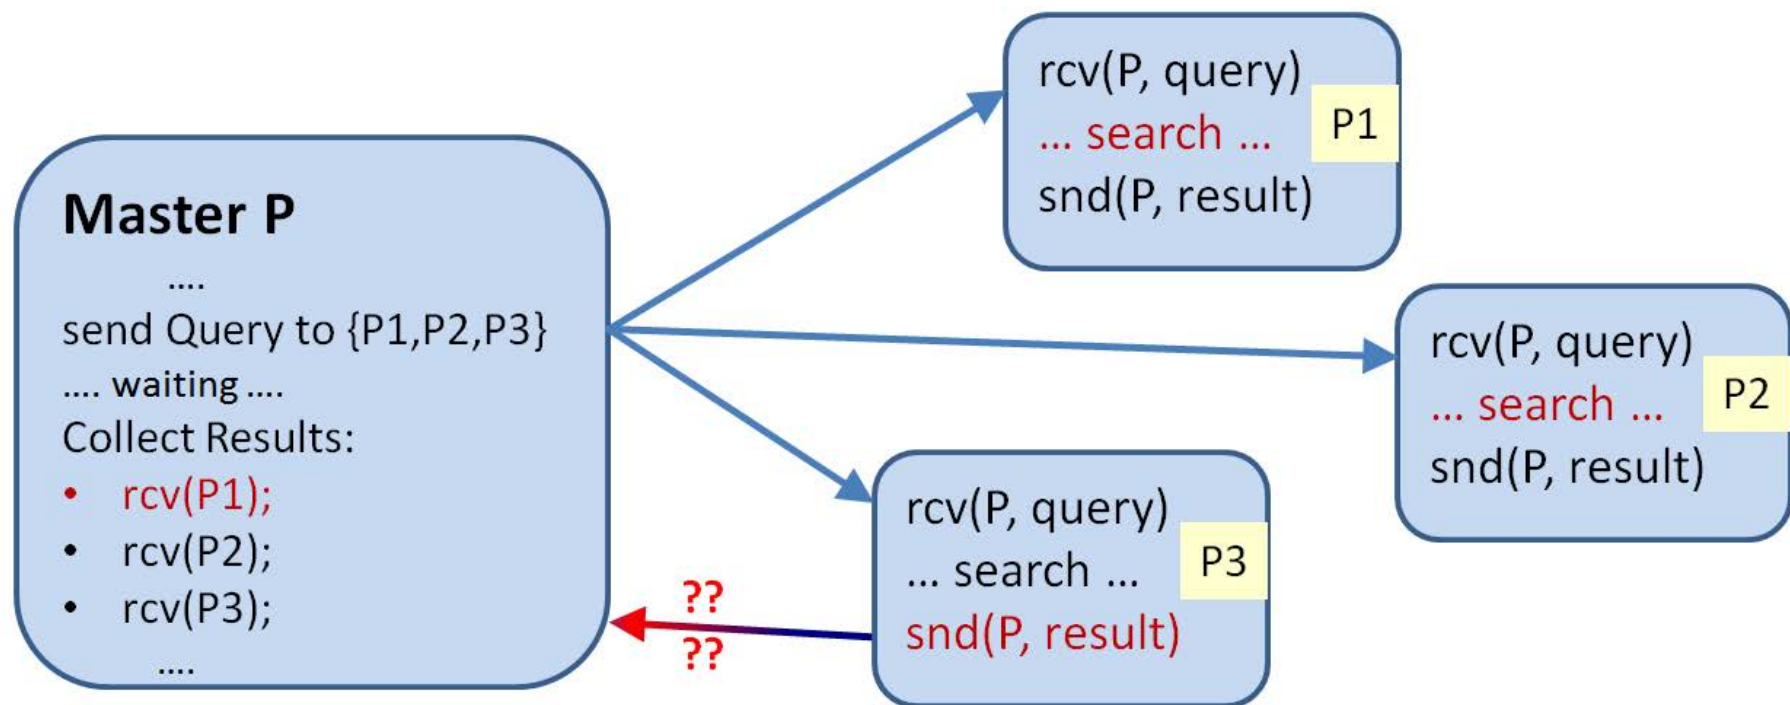 Master P
....
send Query to {P1,P2,P3}
.... waiting ....
Collect Results:
• rcv(P1);
• rcv(P2);
• rcv(P3);
....
rcv(P, query)
... search ...
snd(P, result)
P1
rcv(P, query)
... search ...
snd(P, result)
P2
rcv(P, query)
... search ...
snd(P, result)
P3
??
??